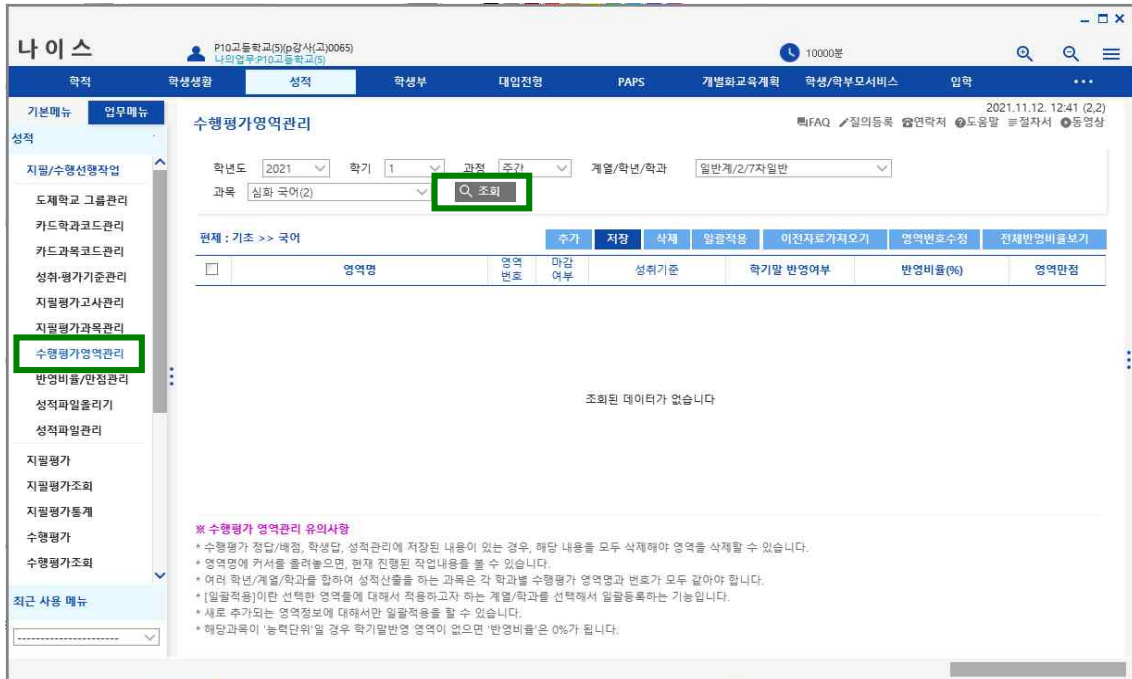 나이스
P10고등학교(5)(p강사(고)0065)
나의업무:P10고등학교(5)
10000분
학적 학생생활 성적 학생부 대입전형 PAPS 개별화교육계획 학생/학부모서비스 입학 ...
기본메뉴 업무메뉴
성적
지필/수행선행작업
도제학교 그룹관리
카드학과코드관리
카드과목코드관리
성취·평가기준관리
지필평가고사관리
지필평가과목관리
수행평가영역관리
반영비율/만점관리
성적파일올리기
성적파일관리
지필평가
지필평가조회
지필평가통계
수행평가
수행평가조회
최근 사용 메뉴
----------------------
수행평가영역관리
2021.11.12. 12:41 (2,2)
FAQ 질의등록 연락처 도움말 절차서 동영상
학년도 2021 학기 1 과정 주간 계열/학년/학과 일반계/2/7차일반
과목 심화 국어(2) 조회
편제 : 기초 >> 국어
추가 저장 삭제 일괄적용 이전자료가져오기 영역번호수정 전체반영비율보기
영역명 영역번호 마감여부 성취기준 학기말 반영여부 반영비율(%) 영역만점
조회된 데이터가 없습니다
※ 수행평가 영역관리 유의사항
* 수행평가 정답/배점, 학생답, 성적관리에 저장된 내용이 있는 경우, 해당 내용을 모두 삭제해야 영역을 삭제할 수 있습니다.
* 영역명에 커서를 올려놓으면, 현재 진행된 작업내용을 볼 수 있습니다.
* 여러 학년/계열/학과를 합하여 성적산출을 하는 과목은 각 학과별 수행평가 영역명과 번호가 모두 같아야 합니다.
* [일괄적용]이란 선택한 영역들에 대해서 적용하고자 하는 계열/학과를 선택해서 일괄등록하는 기능입니다.
* 새로 추가되는 영역정보에 대해서만 일괄적용을 할 수 있습니다.
* 해당과목이 '능력단위'일 경우 학기말반영 영역이 없으면 '반영비율'은 0%가 됩니다.